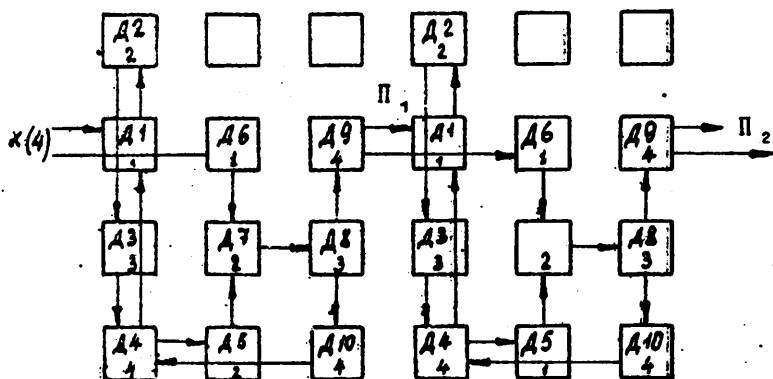 Д2 Д2
2 2
П₁
x(4) Д1 Д6 Д9 Д1 Д6 Д9 П₂
1 1 4 1 1 4
Д3 Д7 Д8 Д3 Д8
3 2 3 3 2 3
Д4 Д5 Д10 Д4 Д5 Д10
4 2 4 4 1 4